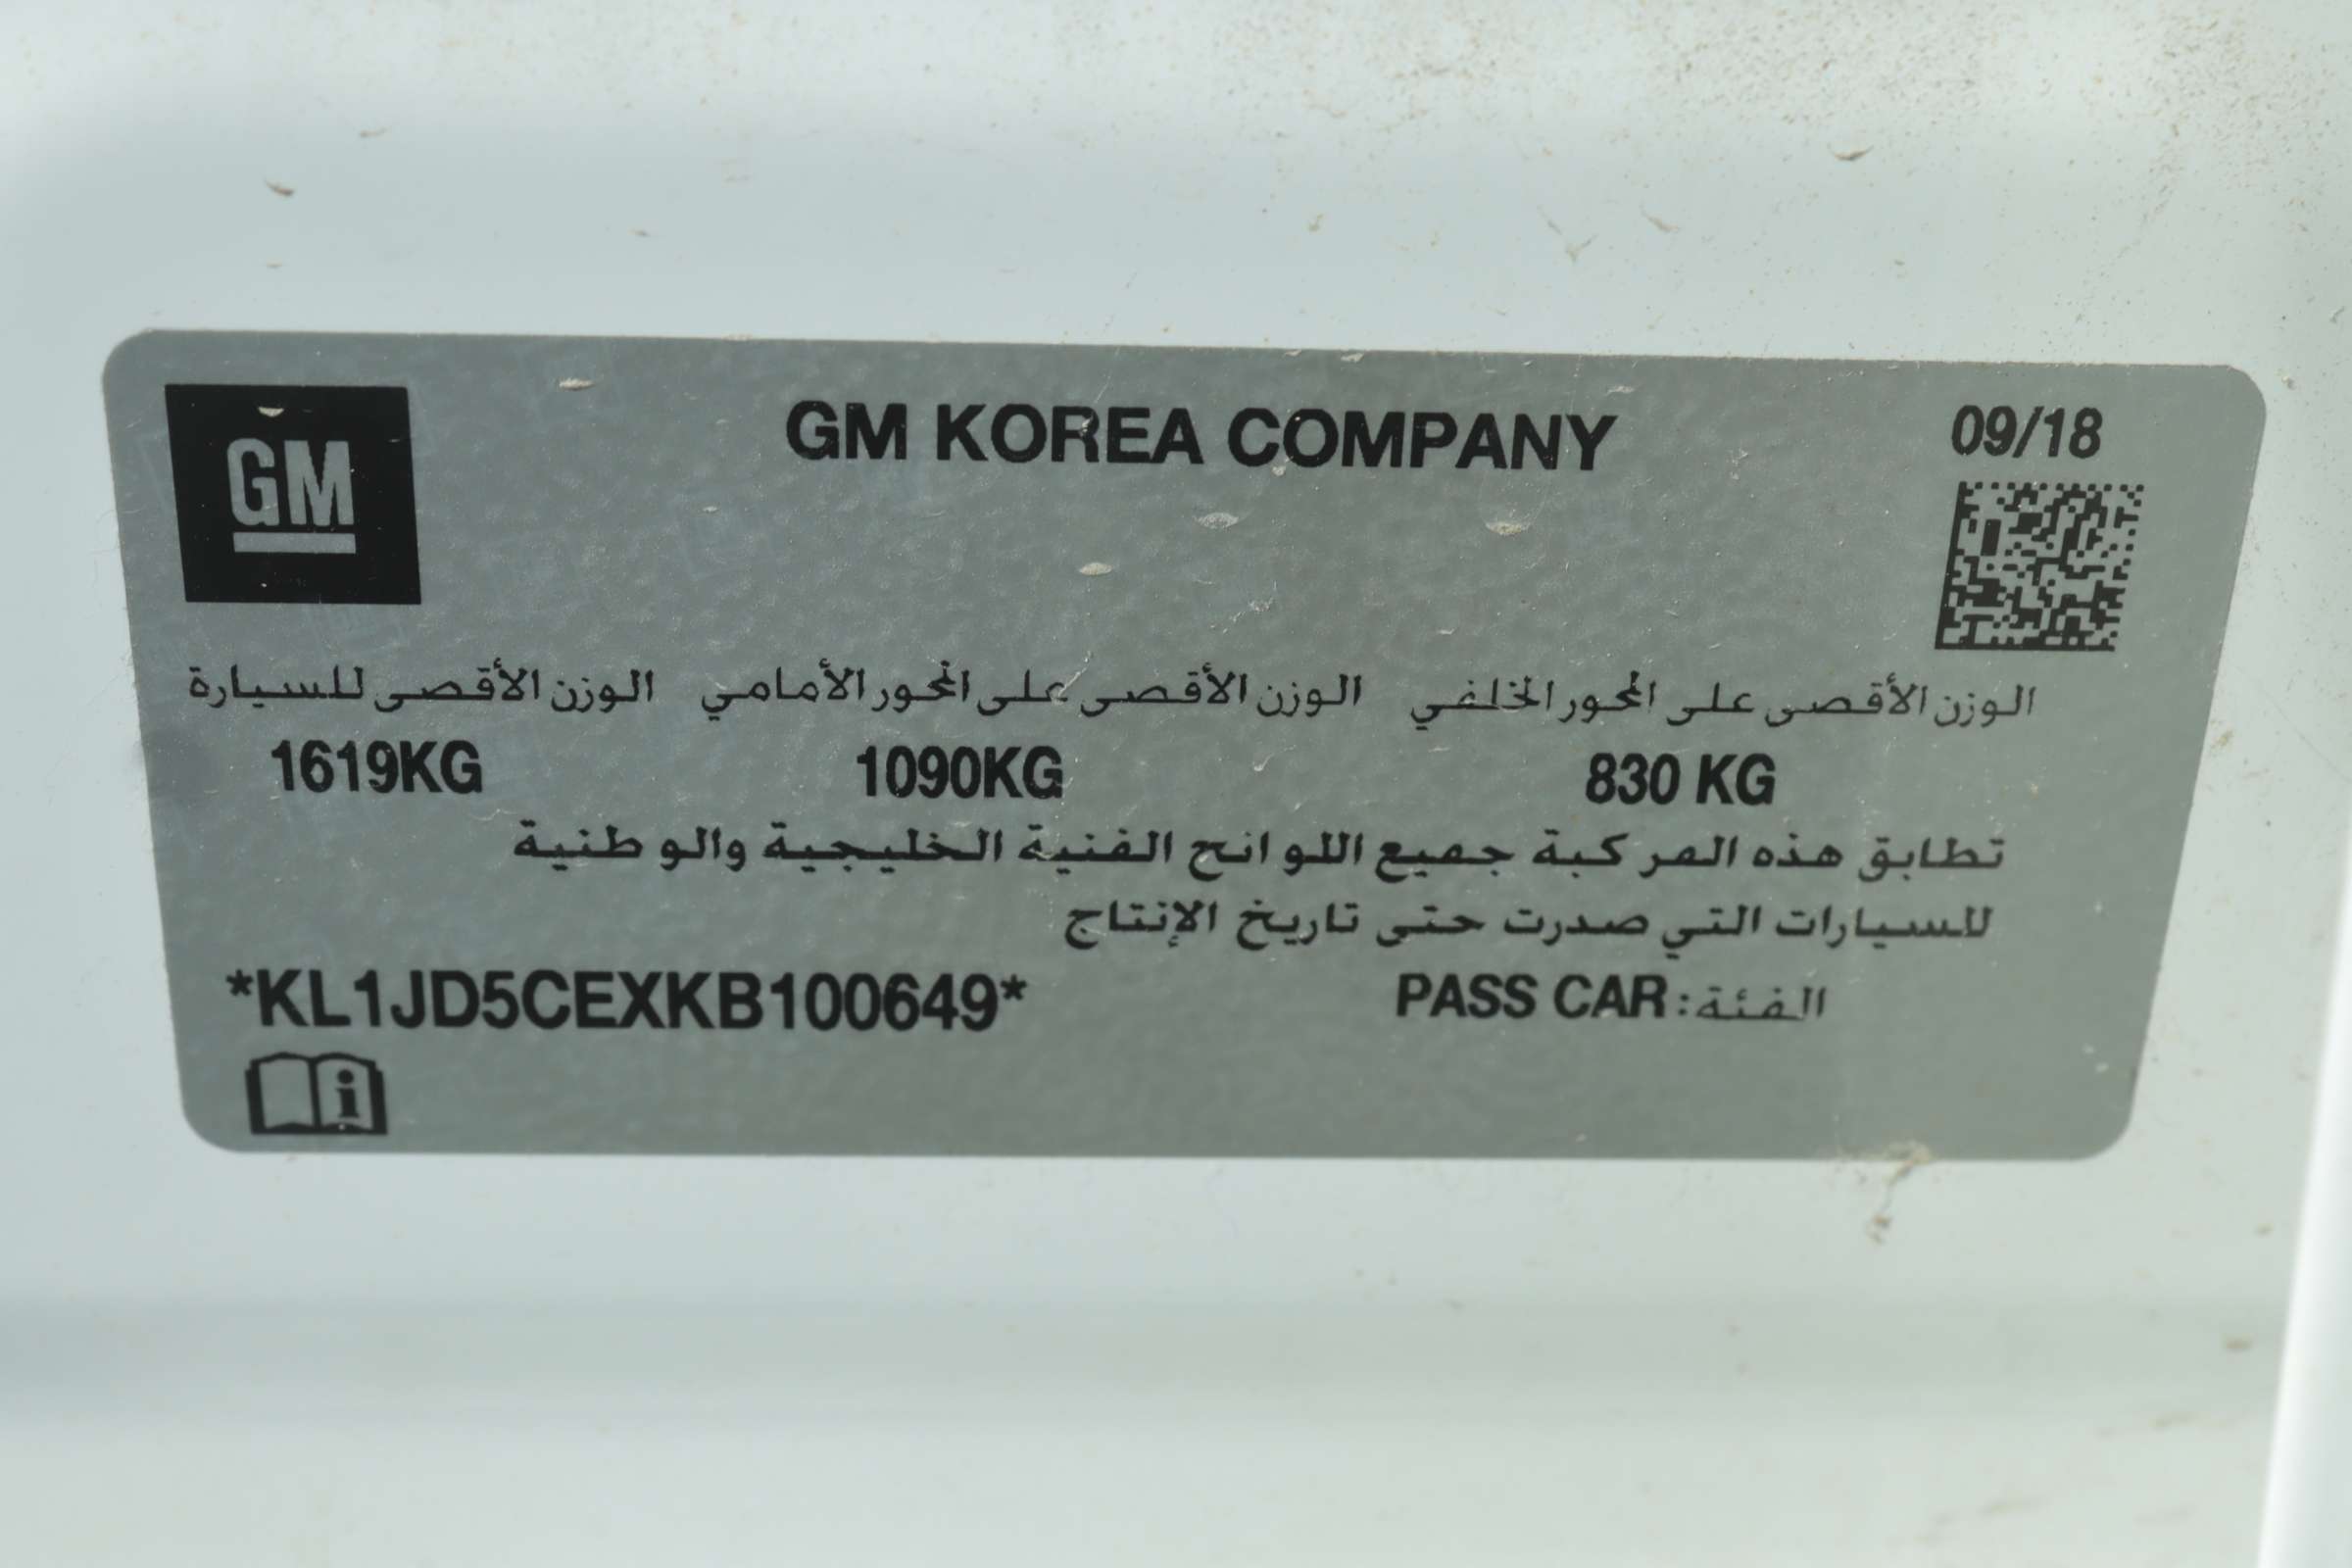 GM
GM KOREA COMPANY
09/18
الوزن الأقصى على المحور الخلفي الوزن الأقصى على المحور الأمامي الوزن الأقصى للسيارة
1619KG 1090KG 830 KG
تطابق هذه المركبة جميع اللوائح الفنية الخليجية والوطنية
للسيارات التي صدرت حتى تاريخ الإنتاج
*KL1JD5CEXKB100649* PASS CAR :الفئة
i